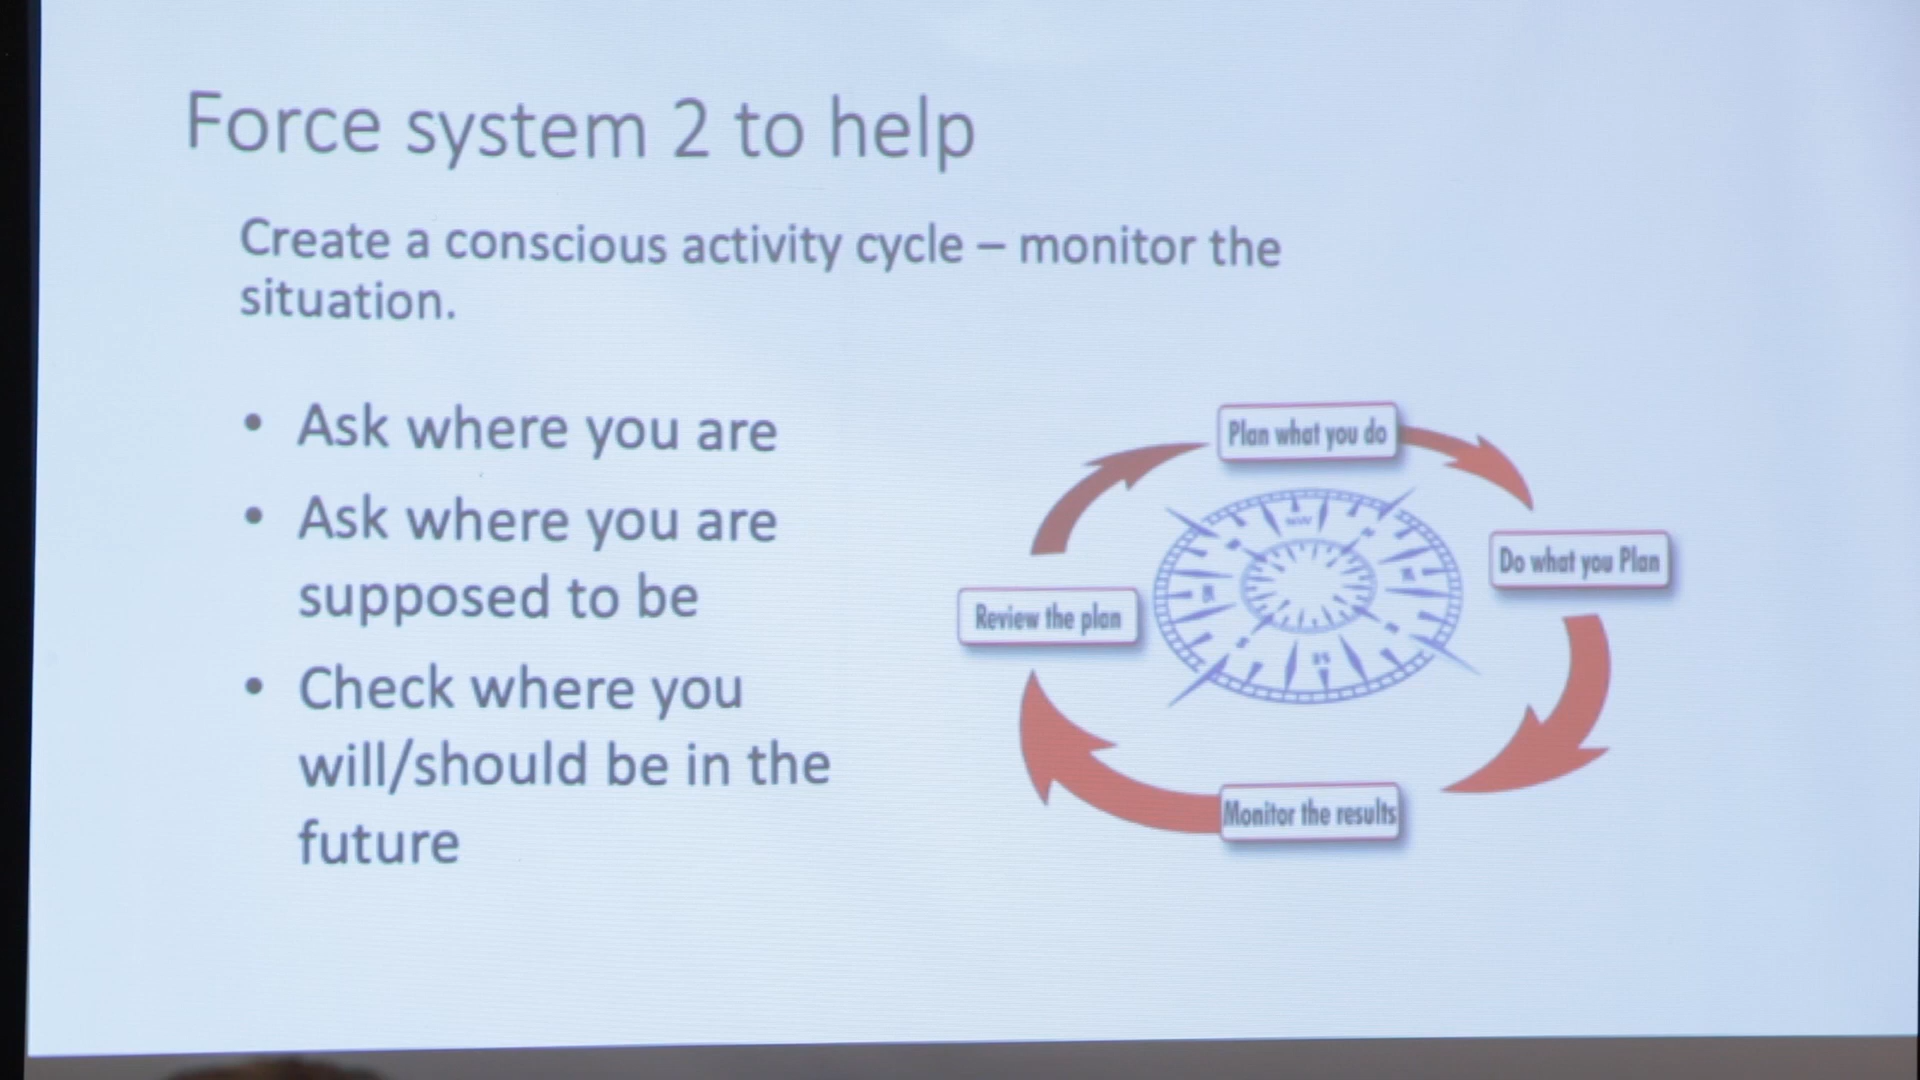 Force system 2 to help
Create a conscious activity cycle – monitor the
situation.
• Ask where you are
• Ask where you are
supposed to be
• Check where you
will/should be in the
future
Plan what you do
Do what you Plan
Review the plan
Monitor the results